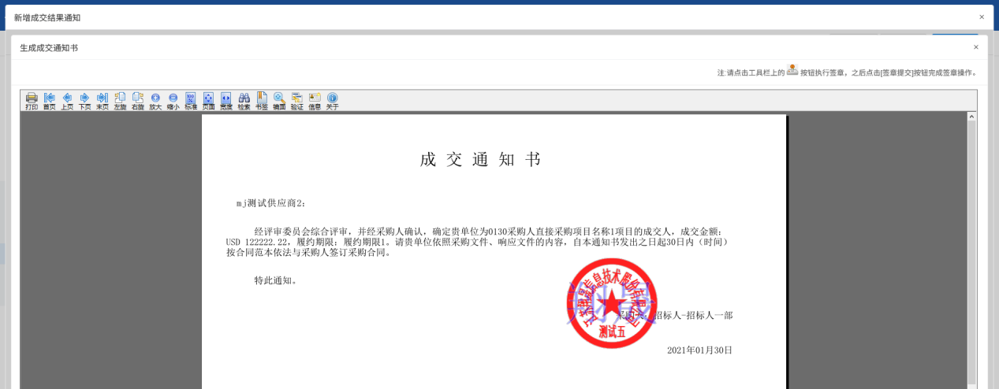 新增成交结果通知
×
生成成交通知书
×
注:请点击工具栏上的 按钮执行签章，之后点击[签章提交]按钮完成签章操作。
打印 首页 上页 下页 末页 左旋 右旋 放大 缩小 标准 页面 宽度 检索 书签 验证 信息 关于
成交通知书
mj测试供应商2:
经评审委员会综合评审，并经采购人确认，确定贵单位为0130采购人直接采购项目名称1项目的成交人，成交金额:
USD 122222.22，履约期限: 履约期限1。请贵单位依照采购文件、响应文件的内容，自本通知书发出之日起30日内（时间）
按合同范本依法与采购人签订采购合同。
特此通知。
信息技术股份有限公司
测试五
采购人: 招标人-招标人一部
2021年01月30日